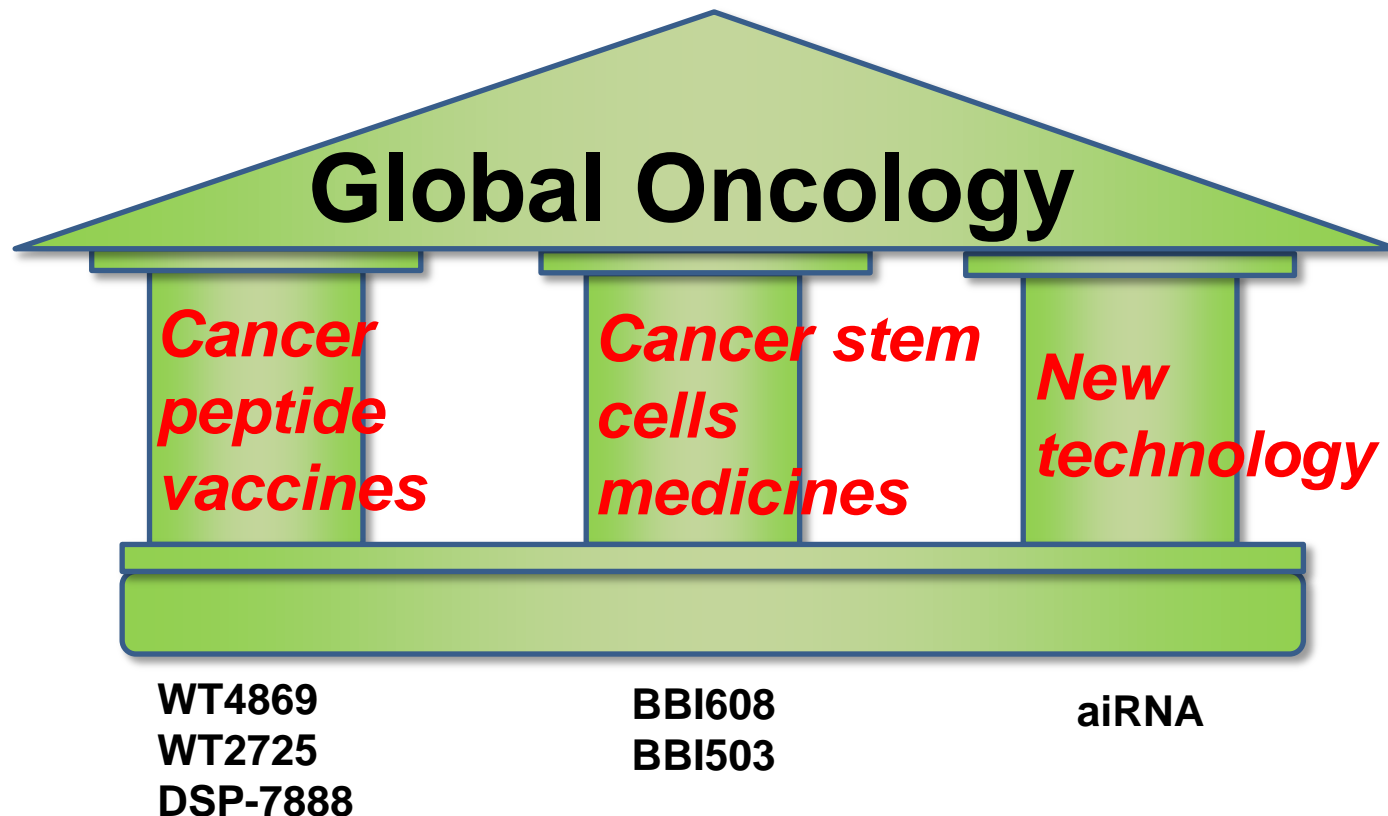 Global Oncology
Cancer
peptide
vaccines
Cancer stem
cells
medicines
New
technology
WT4869
WT2725
DSP-7888
BBI608
BBI503
aiRNA